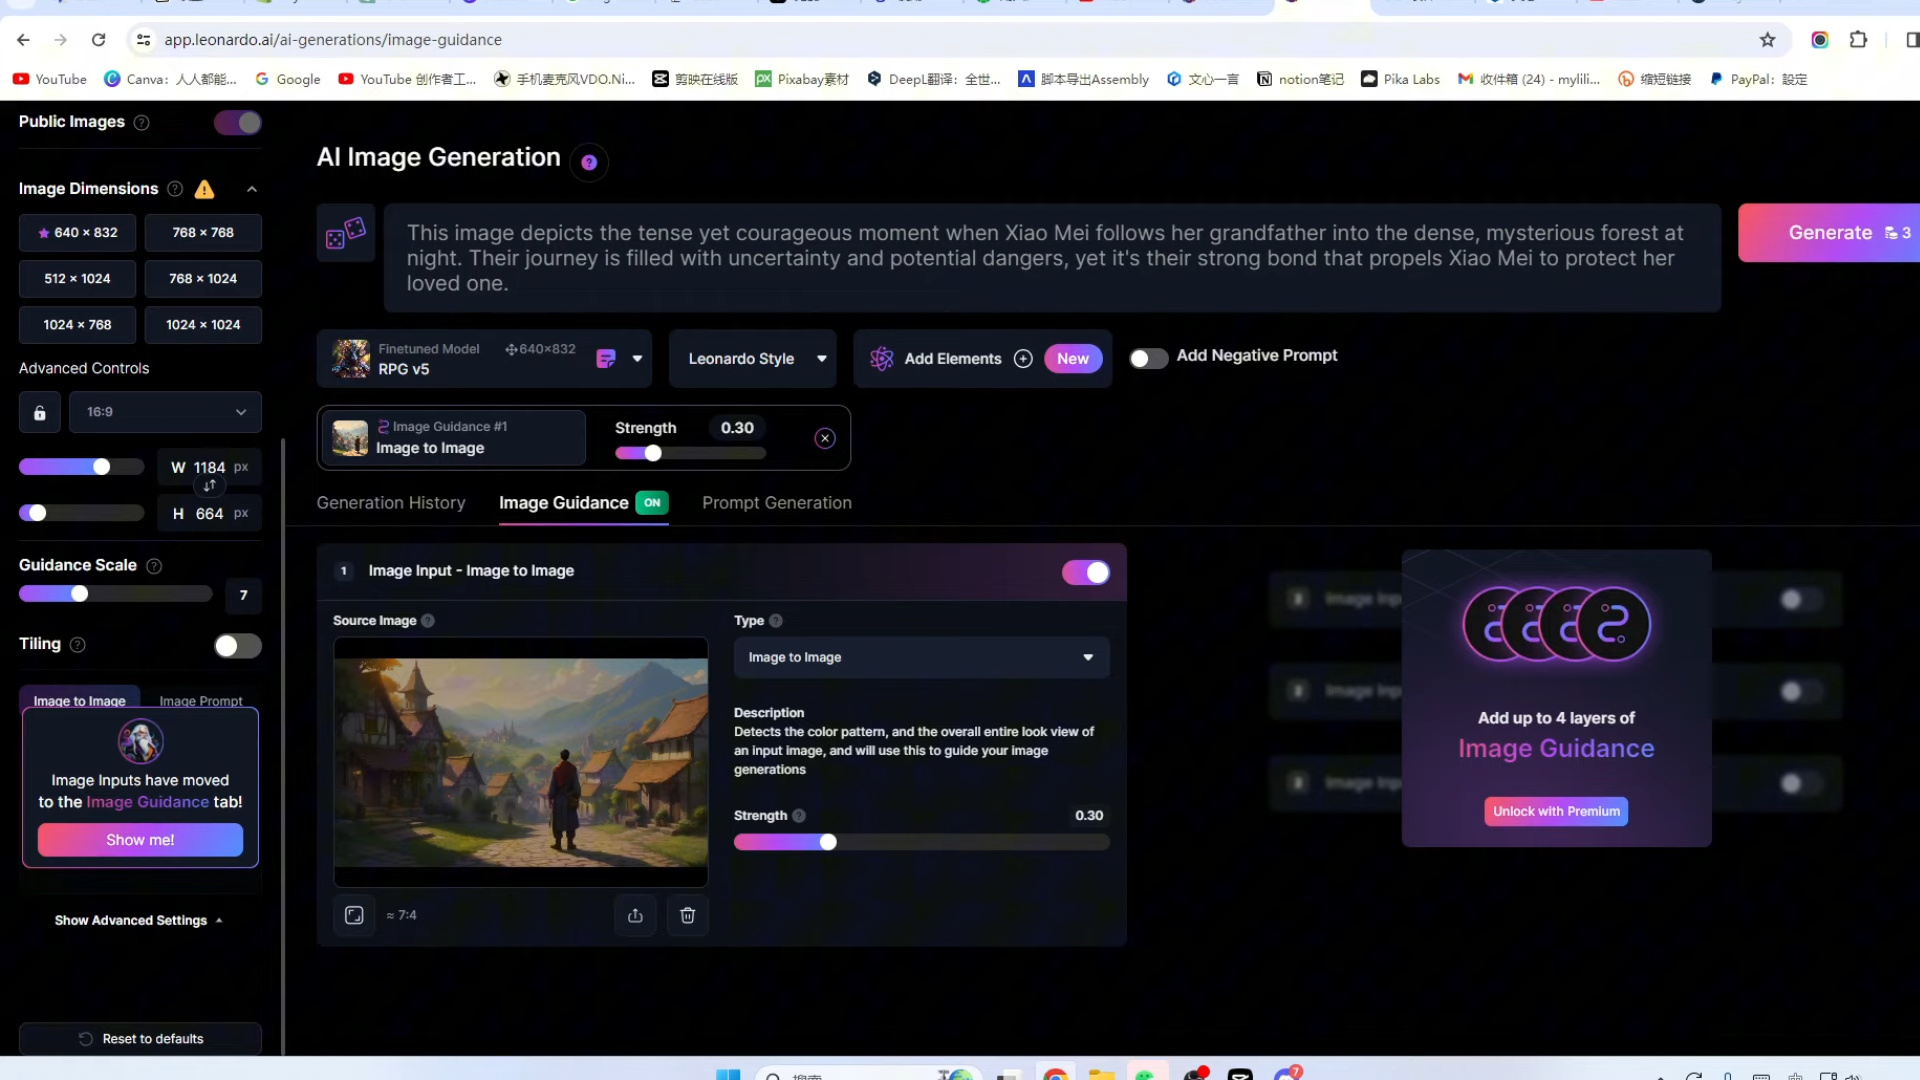 app.leonardo.ai/ai-generations/image-guidance
YouTube
Canva：人人都能...
Google
YouTube 创作者工...
手机麦克风VDO.Ni...
剪映在线版
Pixabay素材
DeepL翻译：全世...
脚本导出Assembly
文心一言
notion笔记
Pika Labs
收件箱 (24) - mylili...
缩短链接
PayPal：設定
Public Images
Image Dimensions
640 × 832
768 × 768
512 × 1024
768 × 1024
1024 × 768
1024 × 1024
Advanced Controls
16:9
W 1184 px
H 664 px
Guidance Scale
7
Tiling
Image to Image
Image Prompt
Image Inputs have moved
to the Image Guidance tab!
Show me!
Show Advanced Settings
Reset to defaults
AI Image Generation
This image depicts the tense yet courageous moment when Xiao Mei follows her grandfather into the dense, mysterious forest at
night. Their journey is filled with uncertainty and potential dangers, yet it's their strong bond that propels Xiao Mei to protect her
loved one.
Generate 3
Finetuned Model
640×832
RPG v5
Leonardo Style
Add Elements
New
Add Negative Prompt
Image Guidance #1
Image to Image
Strength
0.30
Generation History
Image Guidance ON
Prompt Generation
1
Image Input - Image to Image
Source Image
≈ 7:4
Type
Image to Image
Description
Detects the color pattern, and the overall entire look view of
an input image, and will use this to guide your image
generations
Strength
0.30
Add up to 4 layers of
Image Guidance
Unlock with Premium
搜索
7